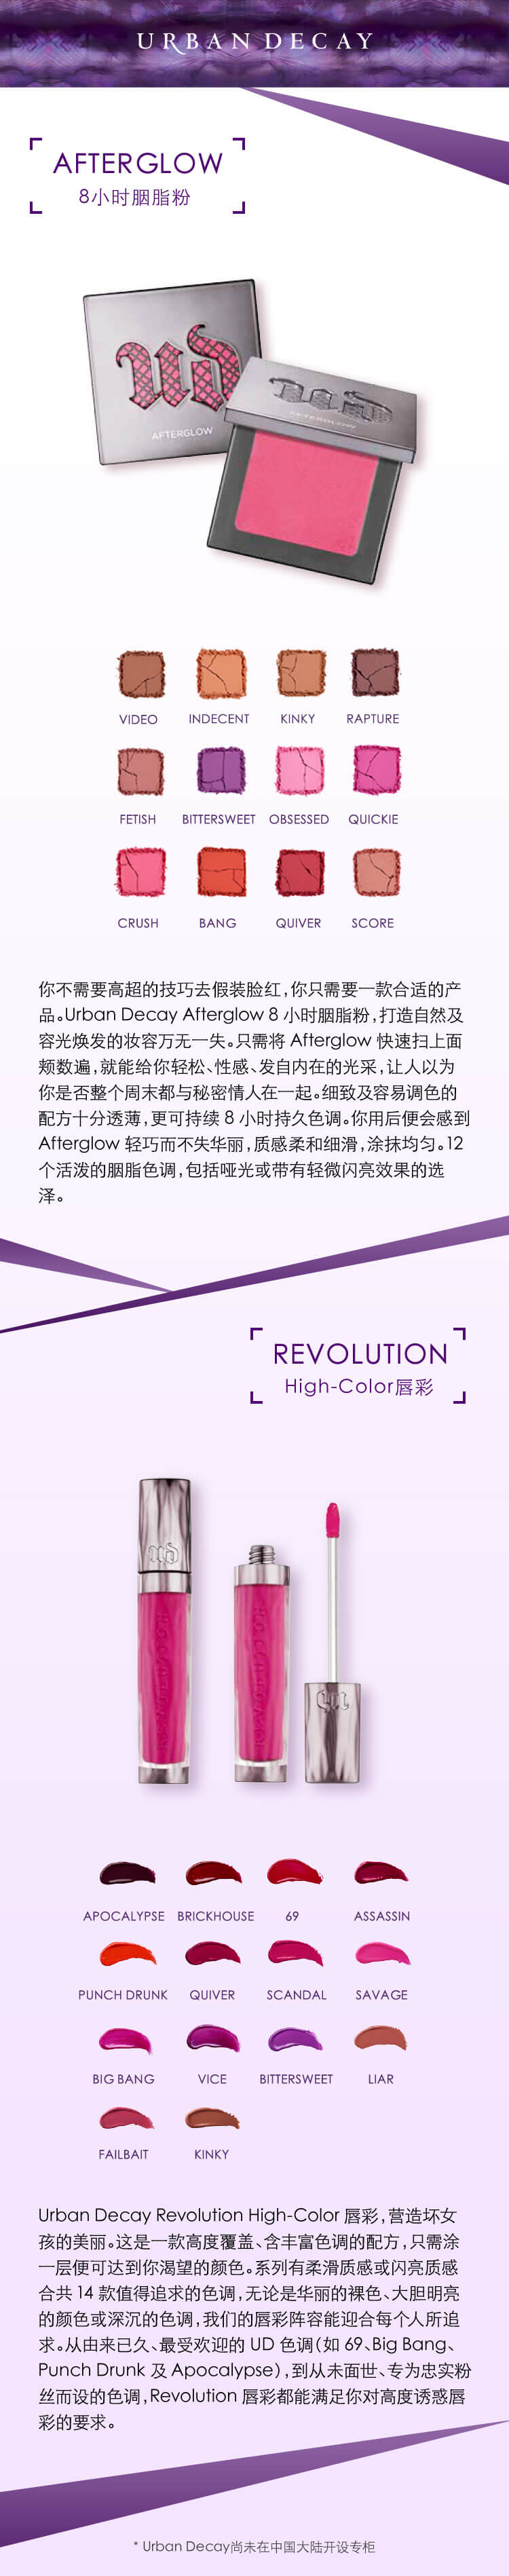 URBAN DECAY
AFTERGLOW
8小时胭脂粉
AFTERGLOW
VIDEO INDECENT KINKY RAPTURE
FETISH BITTERSWEET OBSESSED QUICKIE
CRUSH BANG QUIVER SCORE
你不需要高超的技巧去假装脸红,你只需要一款合适的产
品。Urban Decay Afterglow 8 小时胭脂粉,打造自然及
容光焕发的妆容万无一失。只需将 Afterglow 快速扫上面
颊数遍,就能给你轻松、性感、发自内在的光采,让人以为
你是否整个周末都与秘密情人在一起。细致及容易调色的
配方十分透薄,更可持续 8 小时持久色调。你用后便会感到
Afterglow 轻巧而不失华丽,质感柔和细滑,涂抹均匀。12
个活泼的胭脂色调,包括哑光或带有轻微闪亮效果的选
泽。
REVOLUTION
High-Color唇彩
APOCALYPSE BRICKHOUSE 69 ASSASSIN
PUNCH DRUNK QUIVER SCANDAL SAVAGE
BIG BANG VICE BITTERSWEET LIAR
FAILBAIT KINKY
Urban Decay Revolution High-Color 唇彩,营造坏女
孩的美丽。这是一款高度覆盖、含丰富色调的配方,只需涂
一层便可达到你渴望的颜色。系列有柔滑质感或闪亮质感
合共 14 款值得追求的色调,无论是华丽的裸色、大胆明亮
的颜色或深沉的色调,我们的唇彩阵容能迎合每个人所追
求。从由来已久、最受欢迎的 UD 色调(如 69、Big Bang、
Punch Drunk 及 Apocalypse),到从未面世、专为忠实粉
丝而设的色调,Revolution 唇彩都能满足你对高度诱惑唇
彩的要求。
* Urban Decay尚未在中国大陆开设专柜